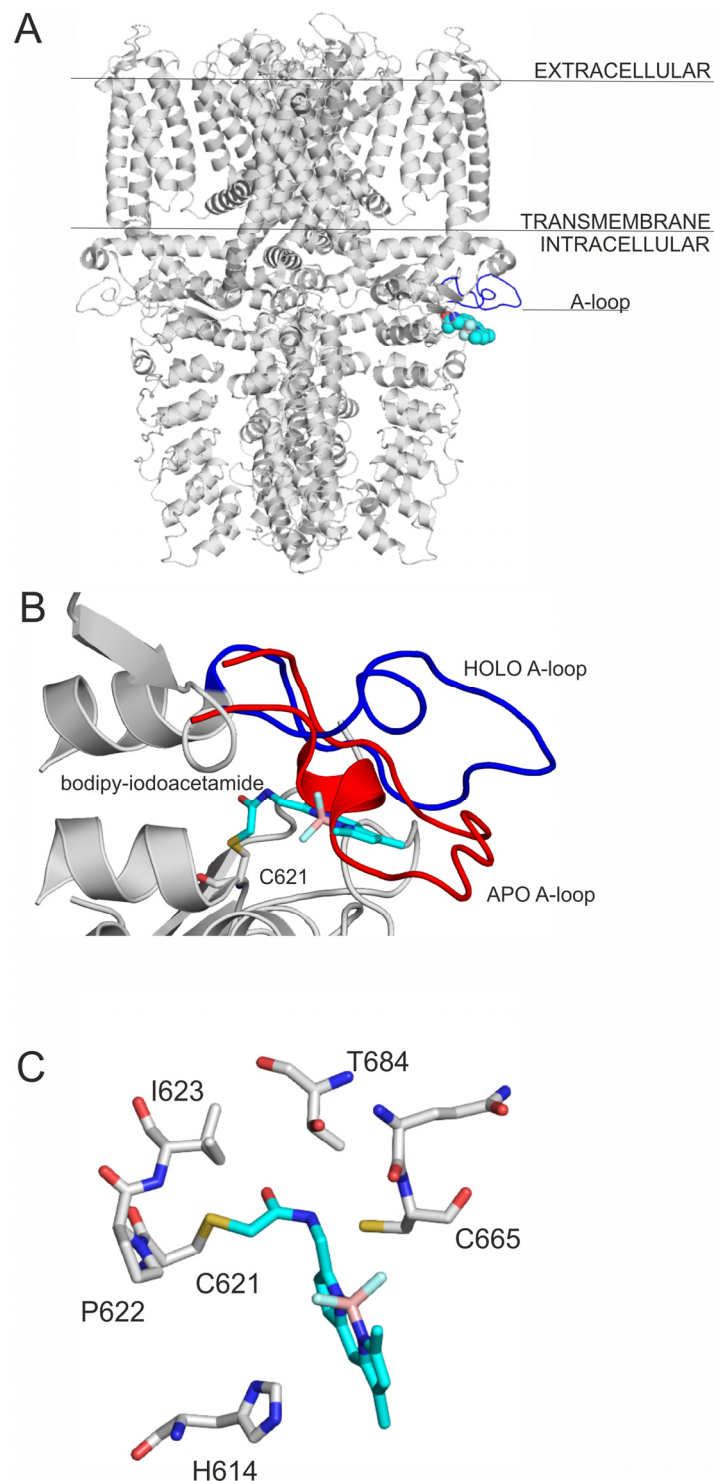 A
EXTRACELLULAR
TRANSMEMBRANE
INTRACELLULAR
A-loop
B
HOLO A-loop
bodipy-iodoacetamide
C621
APO A-loop
C
T684
I623
C665
C621
P622
H614